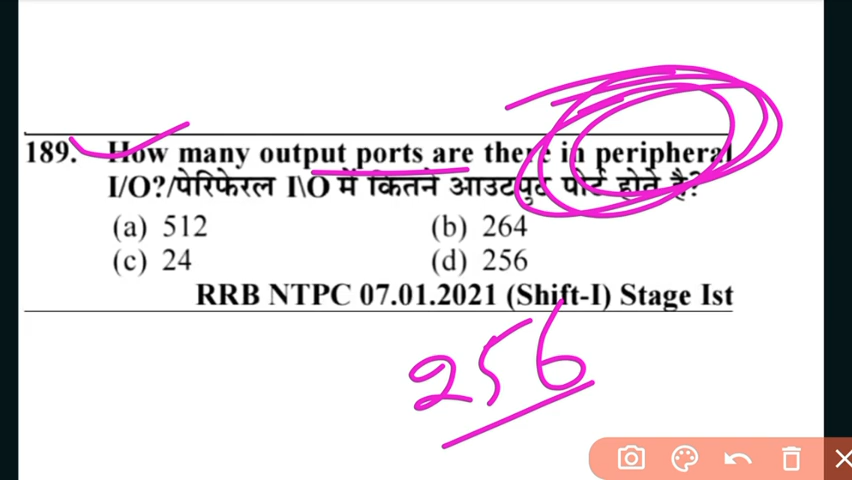 189. How many output ports are there in peripheral
I/O?/पेरिफेरल I\O में कितने आउटपुट पोर्ट होते है?
(a) 512 (b) 264
(c) 24 (d) 256
RRB NTPC 07.01.2021 (Shift-I) Stage Ist
256